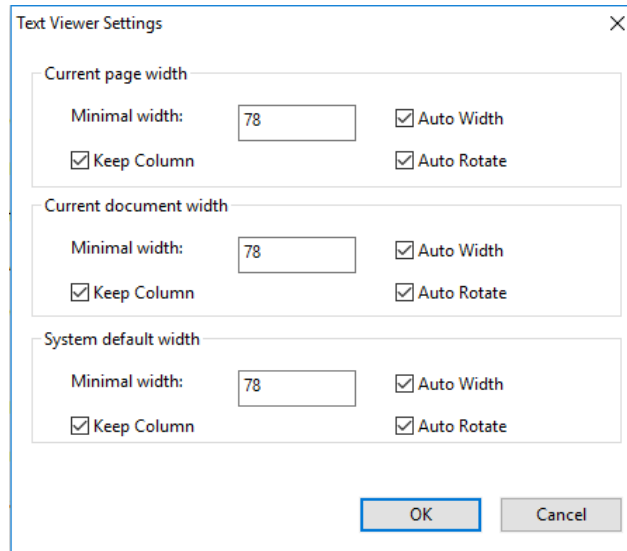 Text Viewer Settings
Current page width
Minimal width: 78 Auto Width
Keep Column Auto Rotate
Current document width
Minimal width: 78 Auto Width
Keep Column Auto Rotate
System default width
Minimal width: 78 Auto Width
Keep Column Auto Rotate
OK Cancel